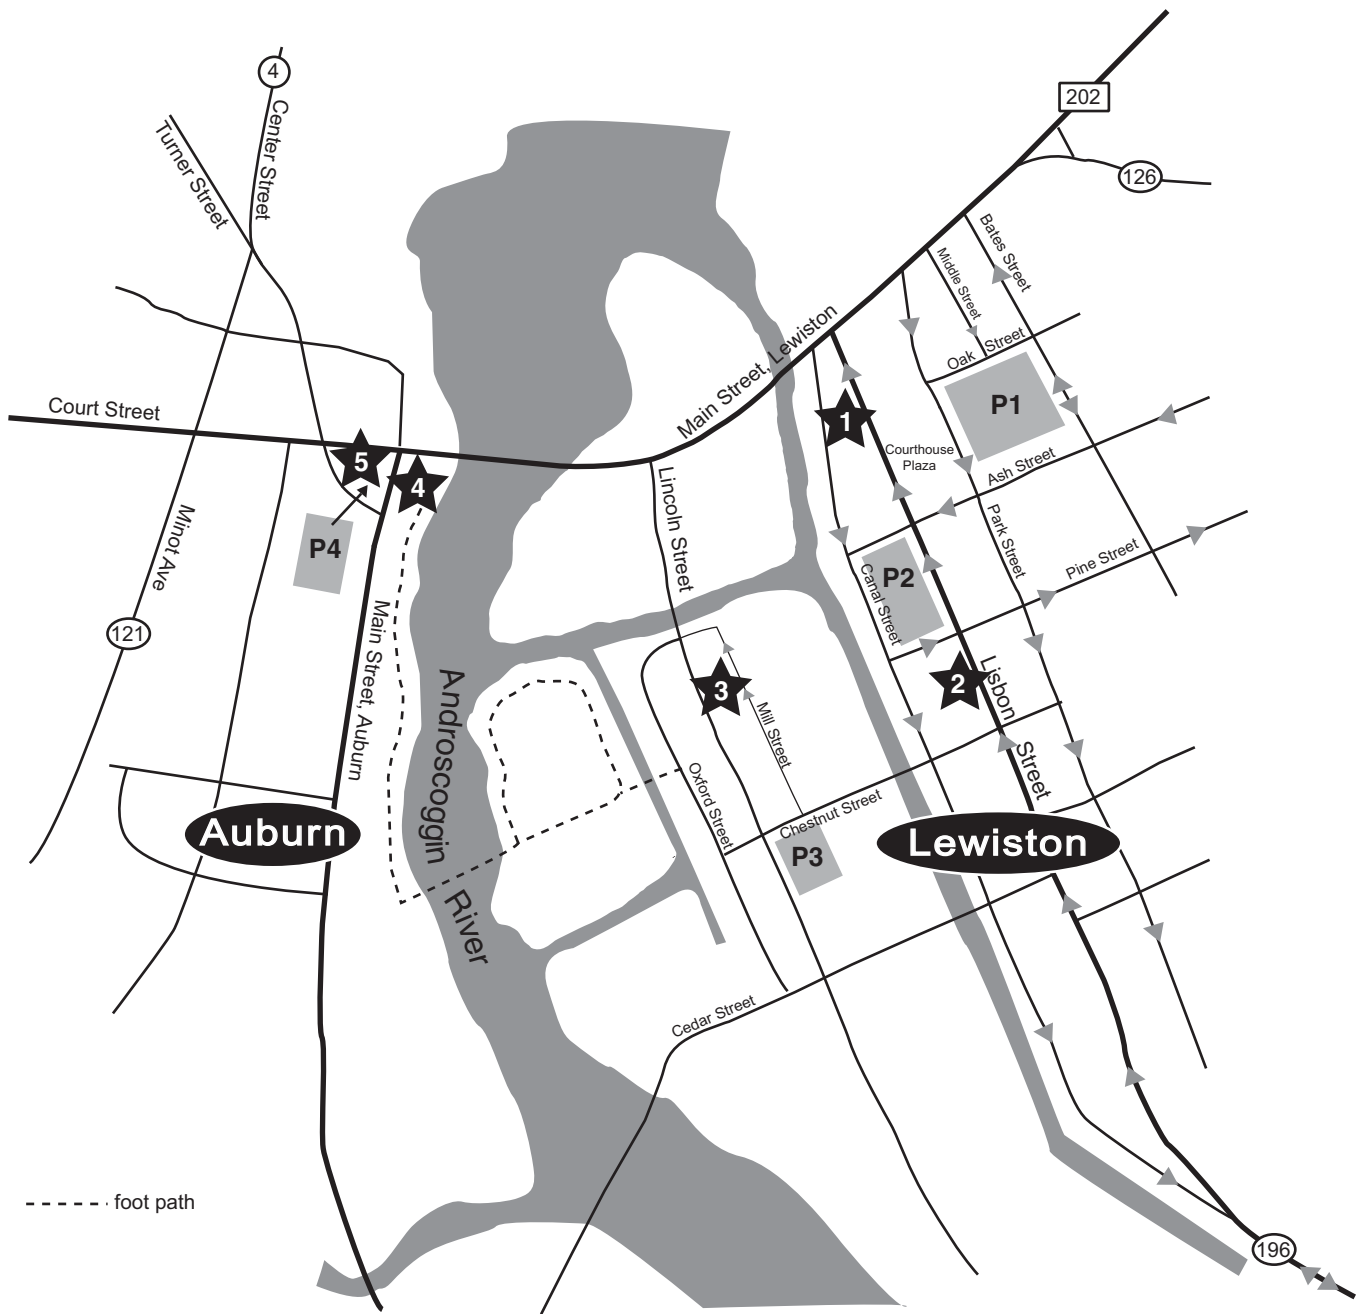 202
4
Center Street
Turner Street
126
Bates Street
Middle Street
Oak Street
Main Street, Lewiston
P1
Court Street
1
Courthouse
Plaza
Ash Street
5
4
Lincoln Street
Minot Ave
P4
Park Street
Pine Street
P2
Canal Street
121
Main Street, Auburn
Androscoggin River
3
Mill Street
2
Lisbon Street
Oxford Street
Chestnut Street
Auburn
Lewiston
P3
Cedar Street
foot path
196